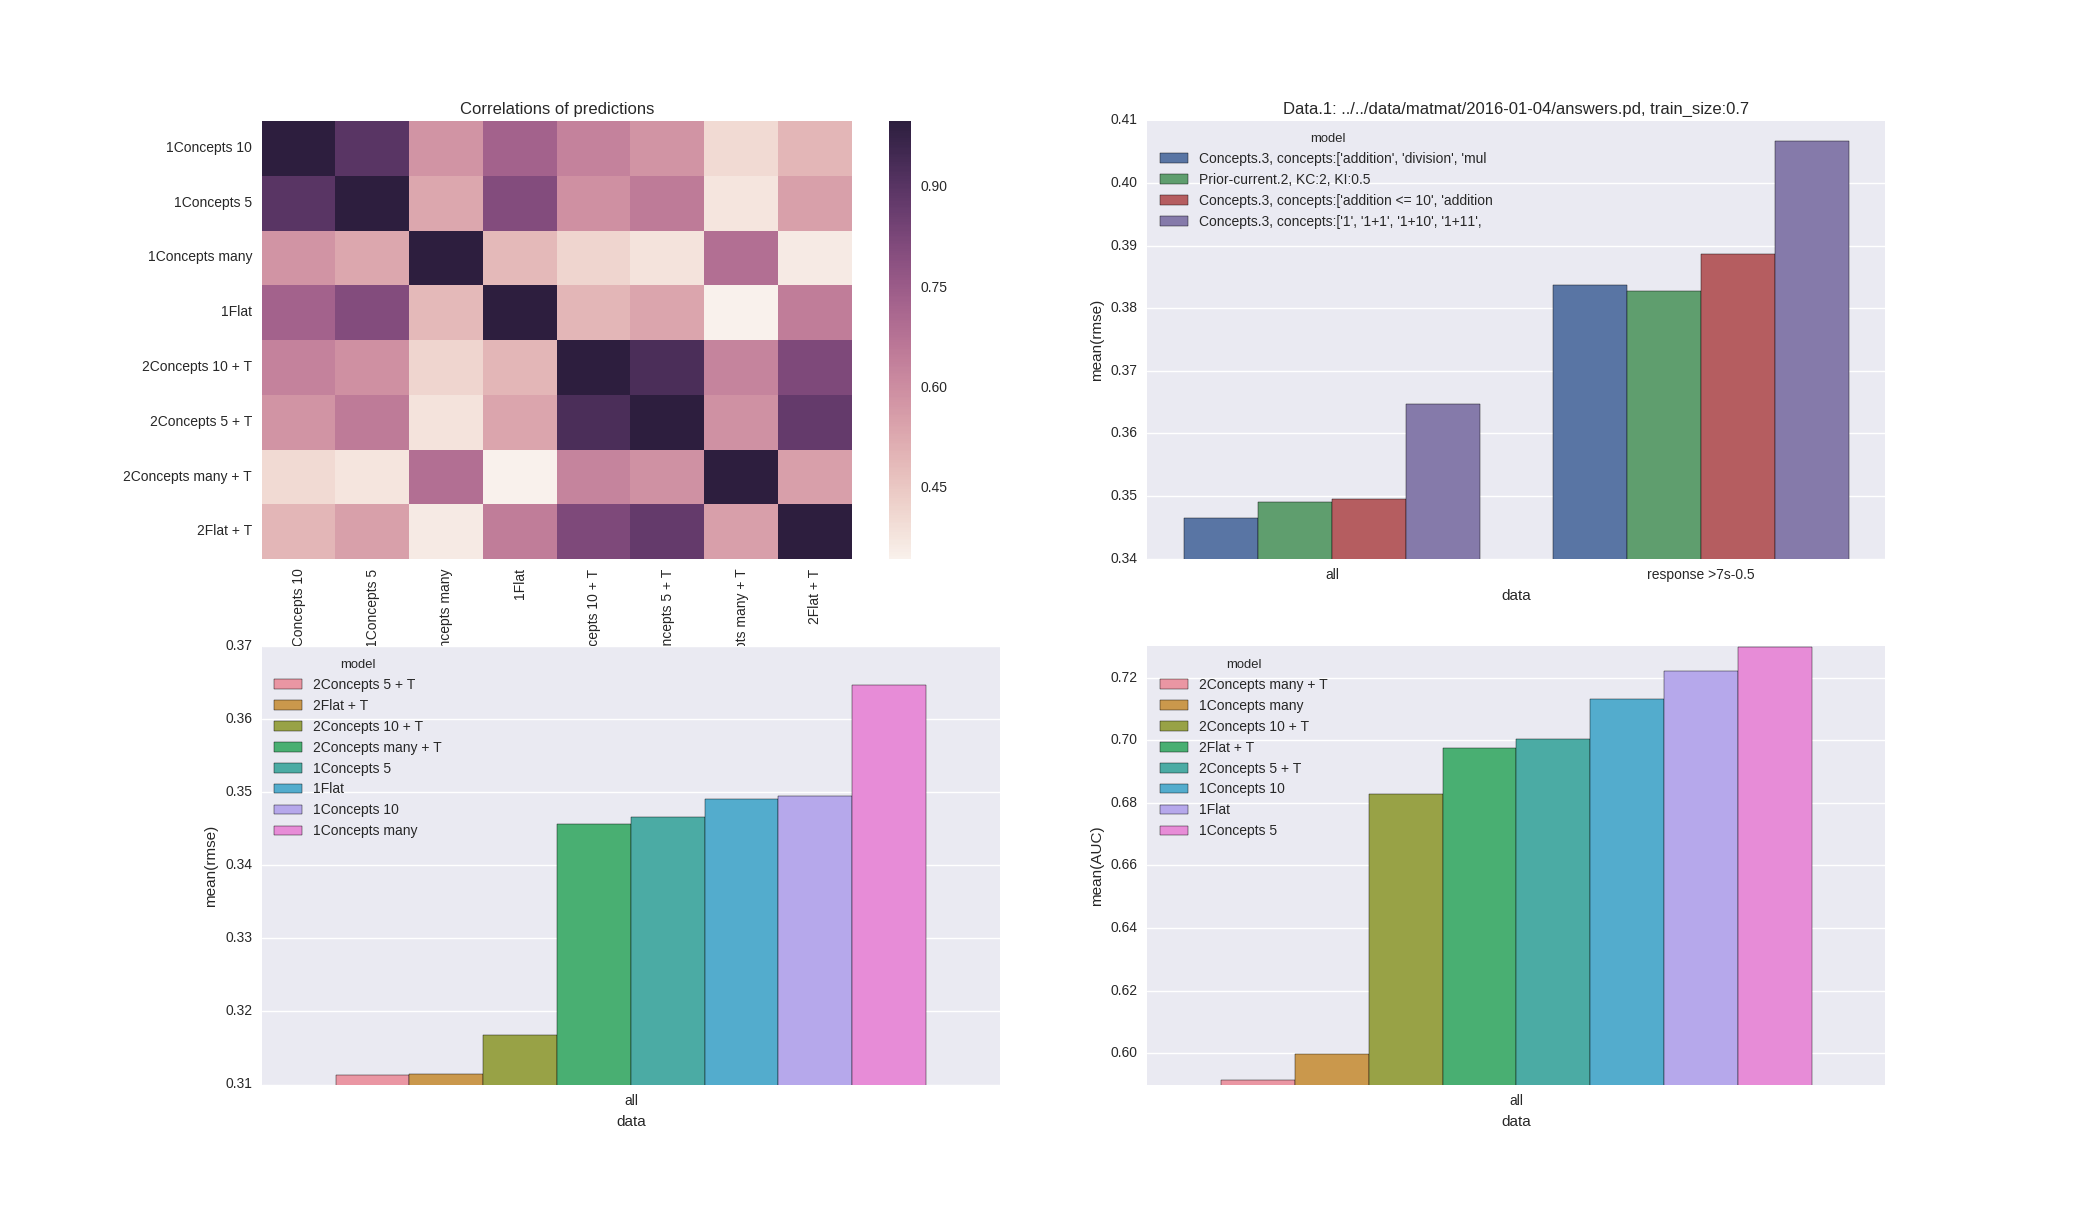 Correlations of predictions
1Concepts 10
1Concepts 5
1Concepts many
1Flat
2Concepts 10 + T
2Concepts 5 + T
2Concepts many + T
2Flat + T
Concepts 10
1Concepts 5
ncepts many
1Flat
cepts 10 + T
ncepts 5 + T
pts many + T
2Flat + T
0.90
0.75
0.60
0.45
Data.1: ../../data/matmat/2016-01-04/answers.pd, train_size:0.7
0.41
0.40
0.39
0.38
0.37
0.36
0.35
0.34
mean(rmse)
model
Concepts.3, concepts:['addition', 'division', 'mul
Prior-current.2, KC:2, KI:0.5
Concepts.3, concepts:['addition <= 10', 'addition
Concepts.3, concepts:['1', '1+1', '1+10', '1+11',
all
response >7s-0.5
data
0.37
0.36
0.35
0.34
0.33
0.32
0.31
mean(rmse)
model
2Concepts 5 + T
2Flat + T
2Concepts 10 + T
2Concepts many + T
1Concepts 5
1Flat
1Concepts 10
1Concepts many
all
data
0.72
0.70
0.68
0.66
0.64
0.62
0.60
mean(AUC)
model
2Concepts many + T
1Concepts many
2Concepts 10 + T
2Flat + T
2Concepts 5 + T
1Concepts 10
1Flat
1Concepts 5
all
data